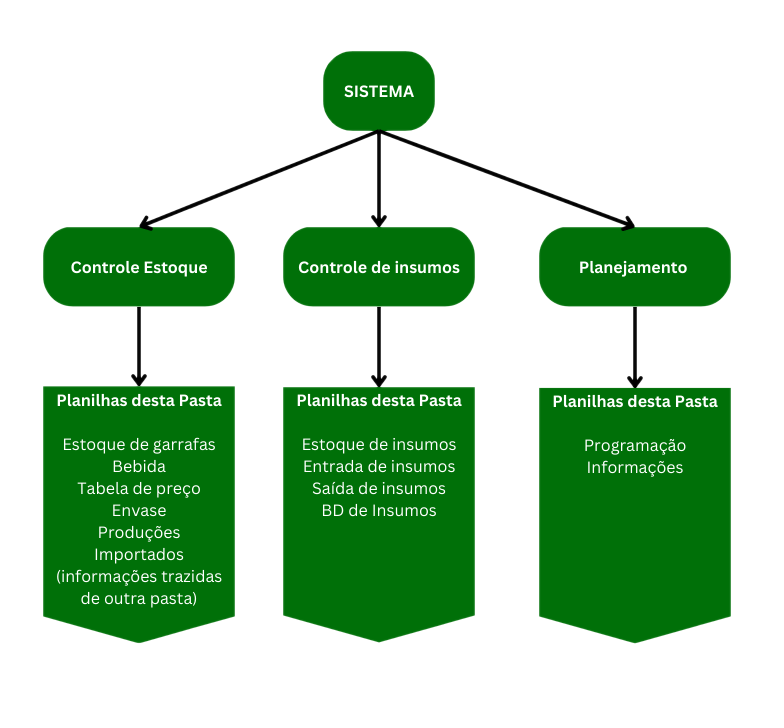 SISTEMA
Controle Estoque
Controle de insumos
Planejamento
Planilhas desta Pasta
Estoque de garrafas
Bebida
Tabela de preço
Envase
Produções
Importados
(informações trazidas
de outra pasta)
Planilhas desta Pasta
Estoque de insumos
Entrada de insumos
Saída de insumos
BD de Insumos
Planilhas desta Pasta
Programação
Informações